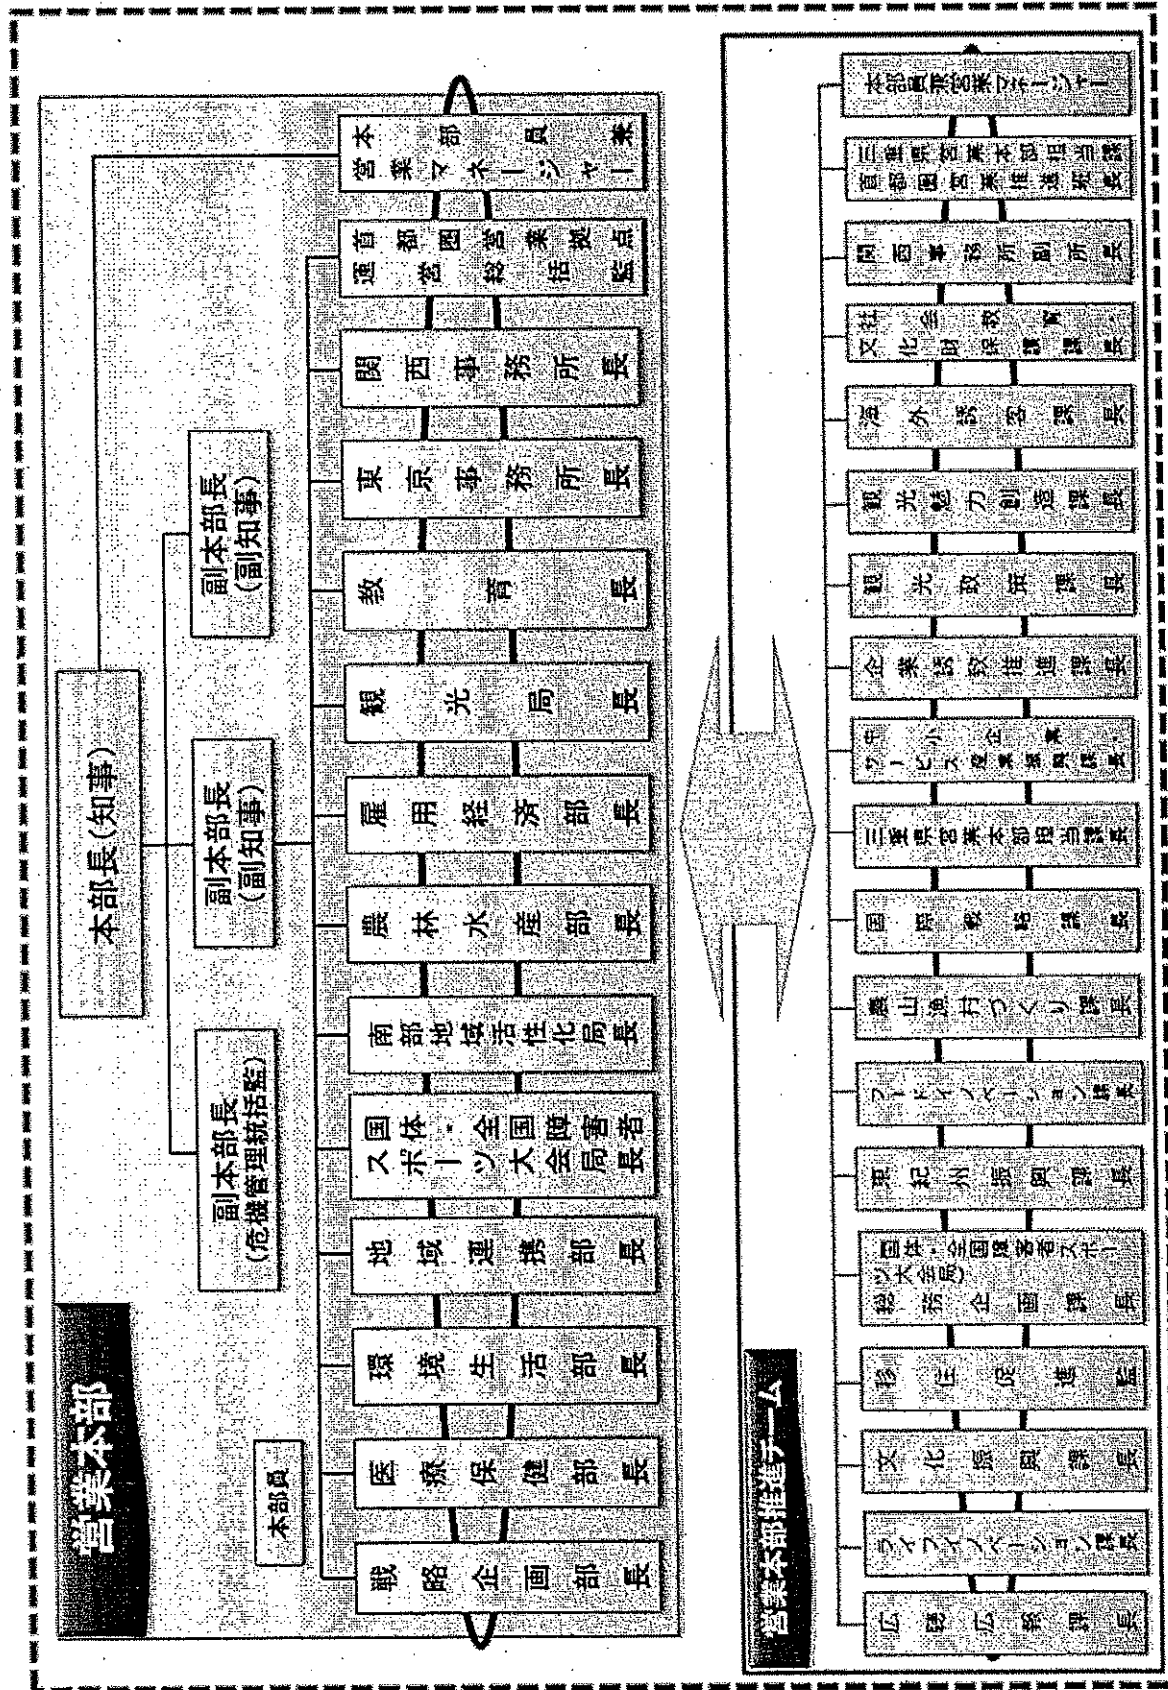 営業本部
本部長(知事)
副本部長
(危機管理統括監)
副本部長
(副知事)
副本部長
(副知事)
本部員
戦略企画部長
医療保健部長
環境生活部長
地域連携部長
国体・全国障害者
スポーツ大会局長
南部地域活性化局長
農林水産部長
雇用経済部長
観光局長
教育長
東京事務所長
関西事務所長
首都圏営業拠点
運営総括監
本部員兼
営業マネージャー
営業本部推進チーム
広聴広報課長
ライフイノベーション課長
文化振興課長
移住促進監
国体・全国障害者スポー
ツ大会局)
総務企画課長
東紀州振興課長
フードイノベーション課長
農山漁村づくり課長
国際戦略課長
三重県営業本部担当課長
中小企業・
サービス産業振興課長
企業誘致推進課長
観光政策課長
観光魅力創造課長
海外誘客課長
社会教育・
文化財保護課長
関西事務所副所長
三重県営業本部担当課
首都圏営業推進班長
本部員兼営業マネージャー